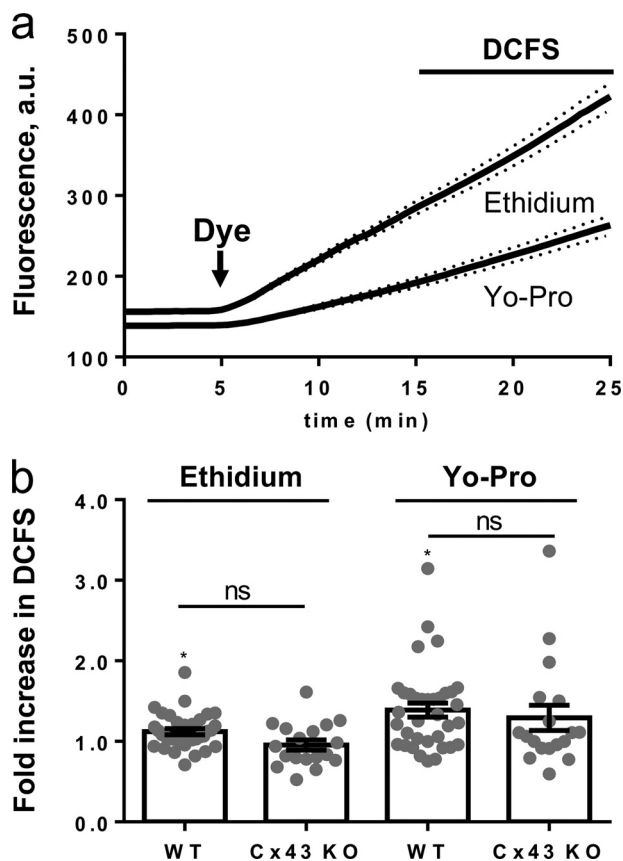 a
500
400
300
200
100
Fluorescence, a.u.
DCFS
Dye
Ethidium
Yo-Pro
0 5 10 15 20 25
time (min)
b
Ethidium Yo-Pro
4.0
3.0
2.0
1.0
0.0
Fold increase in DCFS
ns
ns
*
*
WT Cx43 KO WT Cx43 KO